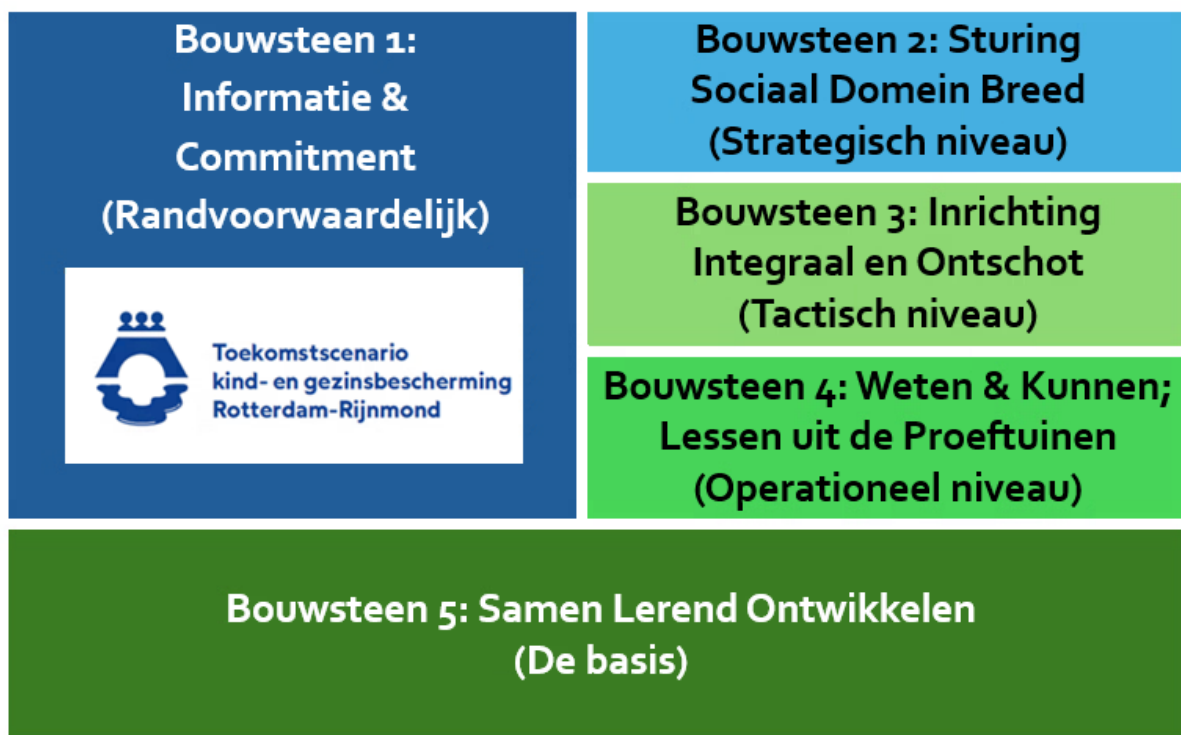 Bouwsteen 1:
Informatie &
Commitment
(Randvoorwaardelijk)
Toekomstscenario
kind- en gezinsbescherming
Rotterdam-Rijnmond
Bouwsteen 2: Sturing
Sociaal Domein Breed
(Strategisch niveau)
Bouwsteen 3: Inrichting
Integraal en Ontschot
(Tactisch niveau)
Bouwsteen 4: Weten & Kunnen;
Lessen uit de Proeftuinen
(Operationeel niveau)
Bouwsteen 5: Samen Lerend Ontwikkelen
(De basis)